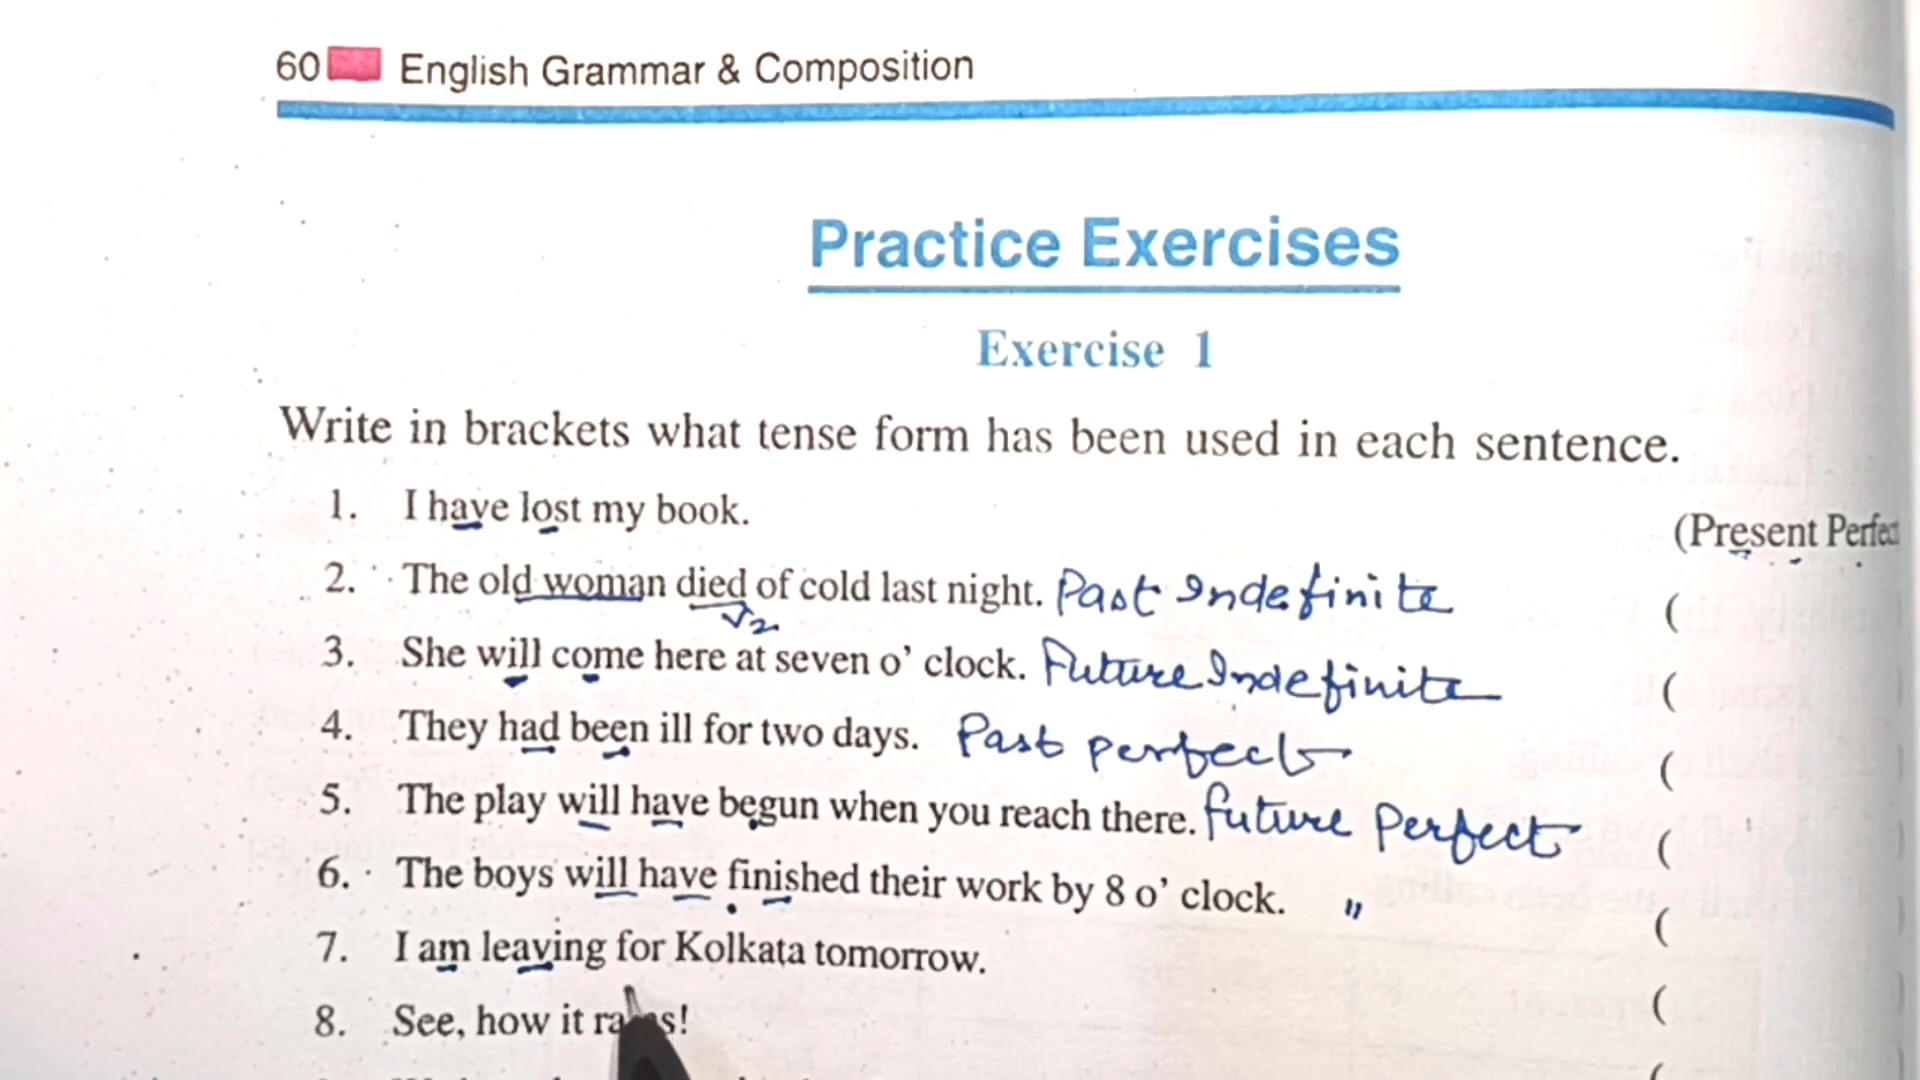 60 English Grammar & Composition
Practice Exercises
Exercise 1
Write in brackets what tense form has been used in each sentence.
1. I have lost my book. (Present Perfect
2. The old woman died of cold last night. Past Indefinite (
V2
3. She will come here at seven o' clock. Future Indefinite (
4. They had been ill for two days. Past perfect (
5. The play will have begun when you reach there. future Perfect (
6. The boys will have finished their work by 8 o' clock. " (
7. I am leaving for Kolkata tomorrow. (
8. See, how it rains!